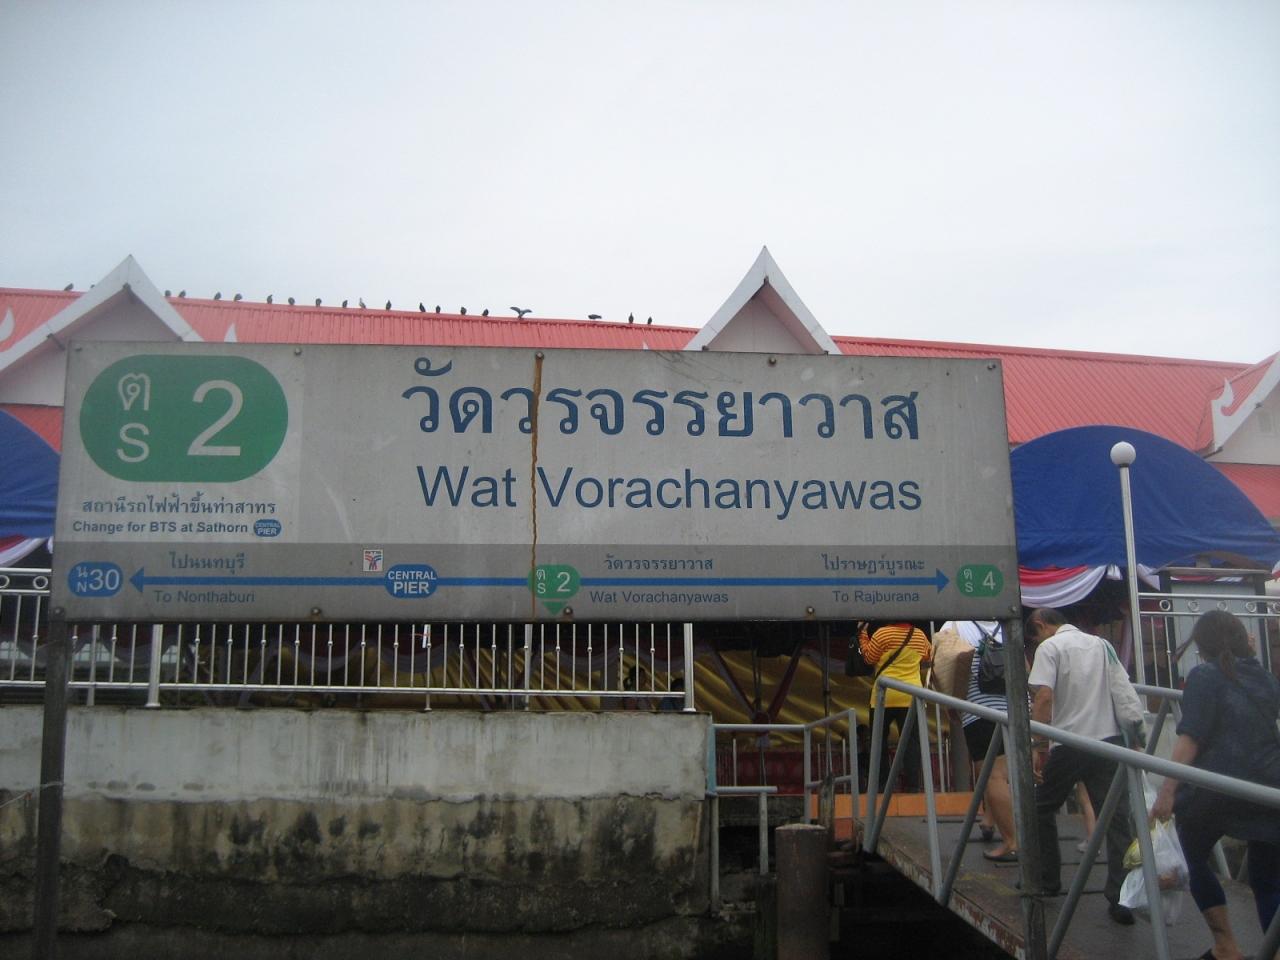 ต
S 2
สถานีรถไฟฟ้าขึ้นท่าสาทร
Change for BTS at Sathorn CENTRAL PIER
วัดวรจรรยาวาส
Wat Vorachanyawas
ไปนนทบุรี
น
N30
To Nonthaburi
CENTRAL
PIER
ต
S 2
วัดวรจรรยาวาส
Wat Vorachanyawas
ไปราษฎร์บูรณะ
To Rajburana
ต
S 4